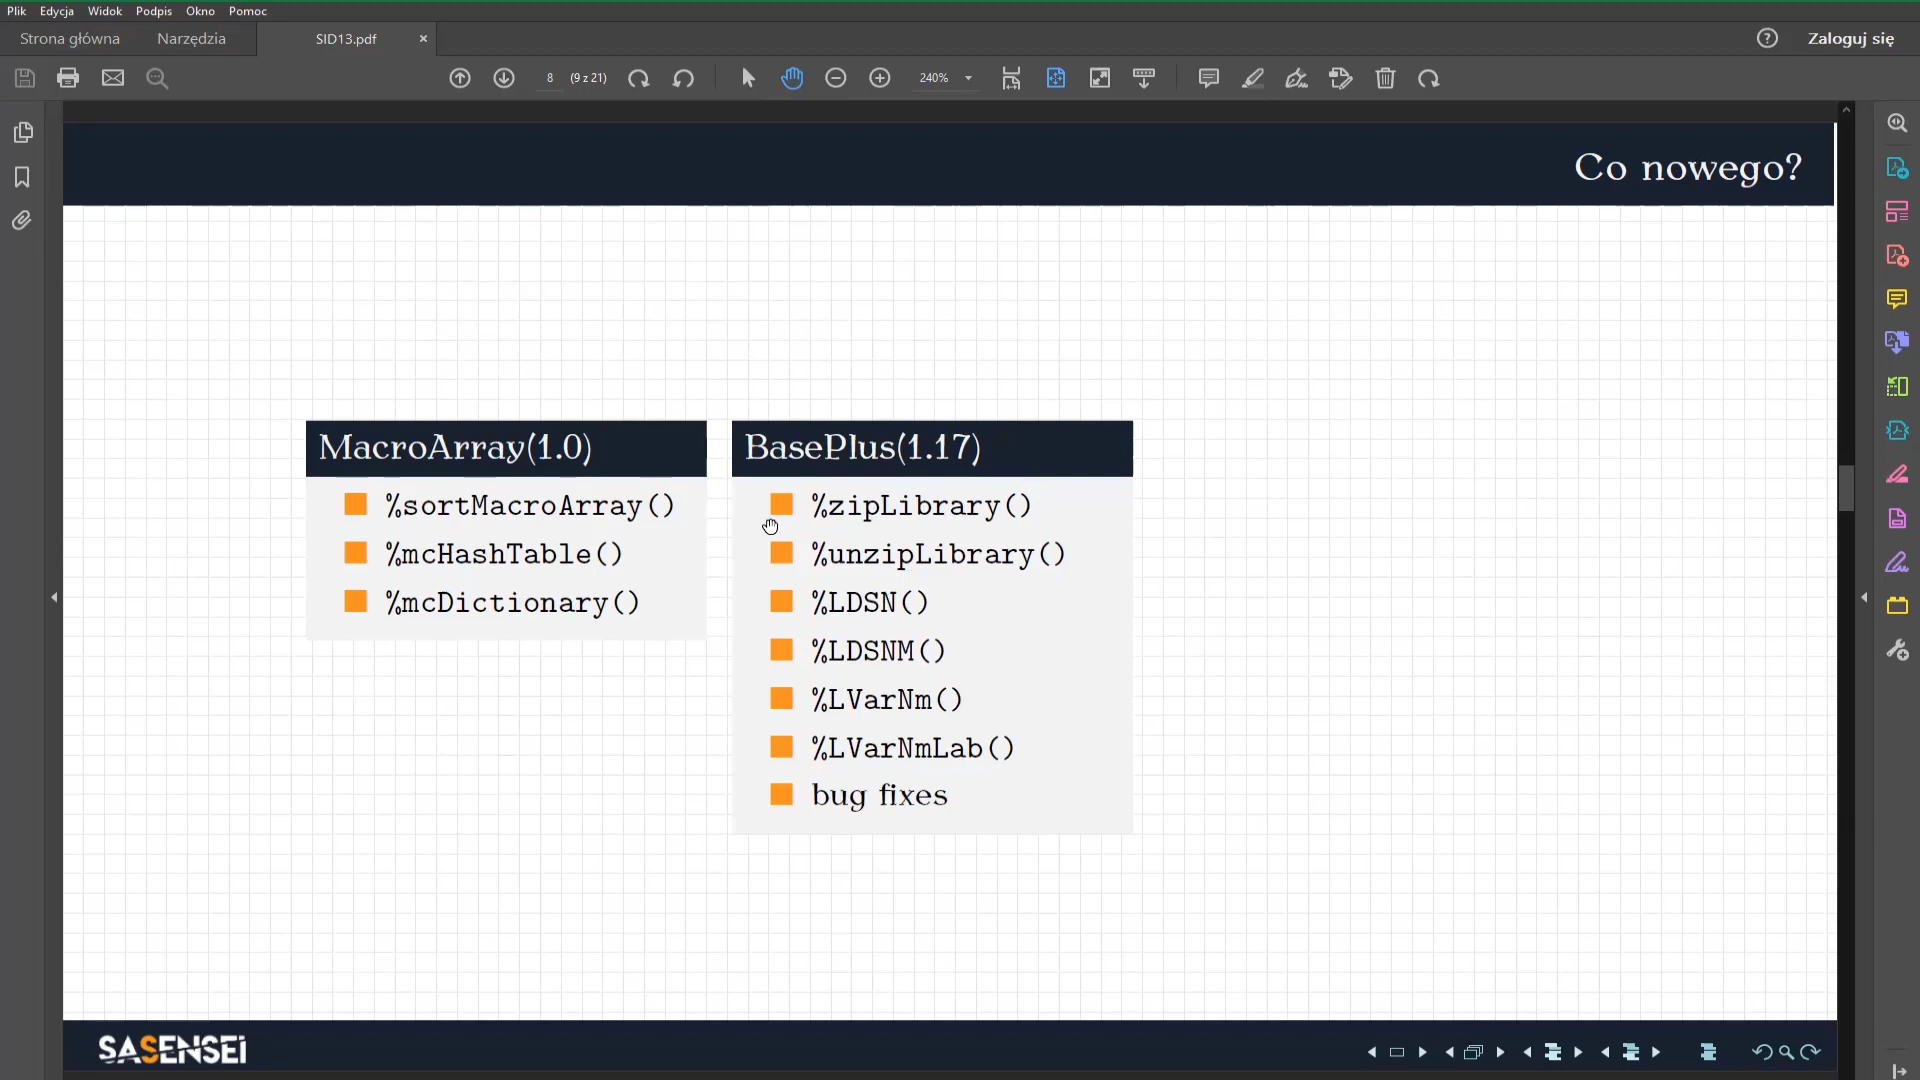 Plik Edycja Widok Podpis Okno Pomoc
Strona główna Narzędzia SID13.pdf × Zaloguj się
8 (9 z 21) 240%
Co nowego?
MacroArray(1.0)
%sortMacroArray()
%mcHashTable()
%mcDictionary()
BasePlus(1.17)
%zipLibrary()
%unzipLibrary()
%LDSN()
%LDSNM()
%LVarNm()
%LVarNmLab()
bug fixes
SASENSEI